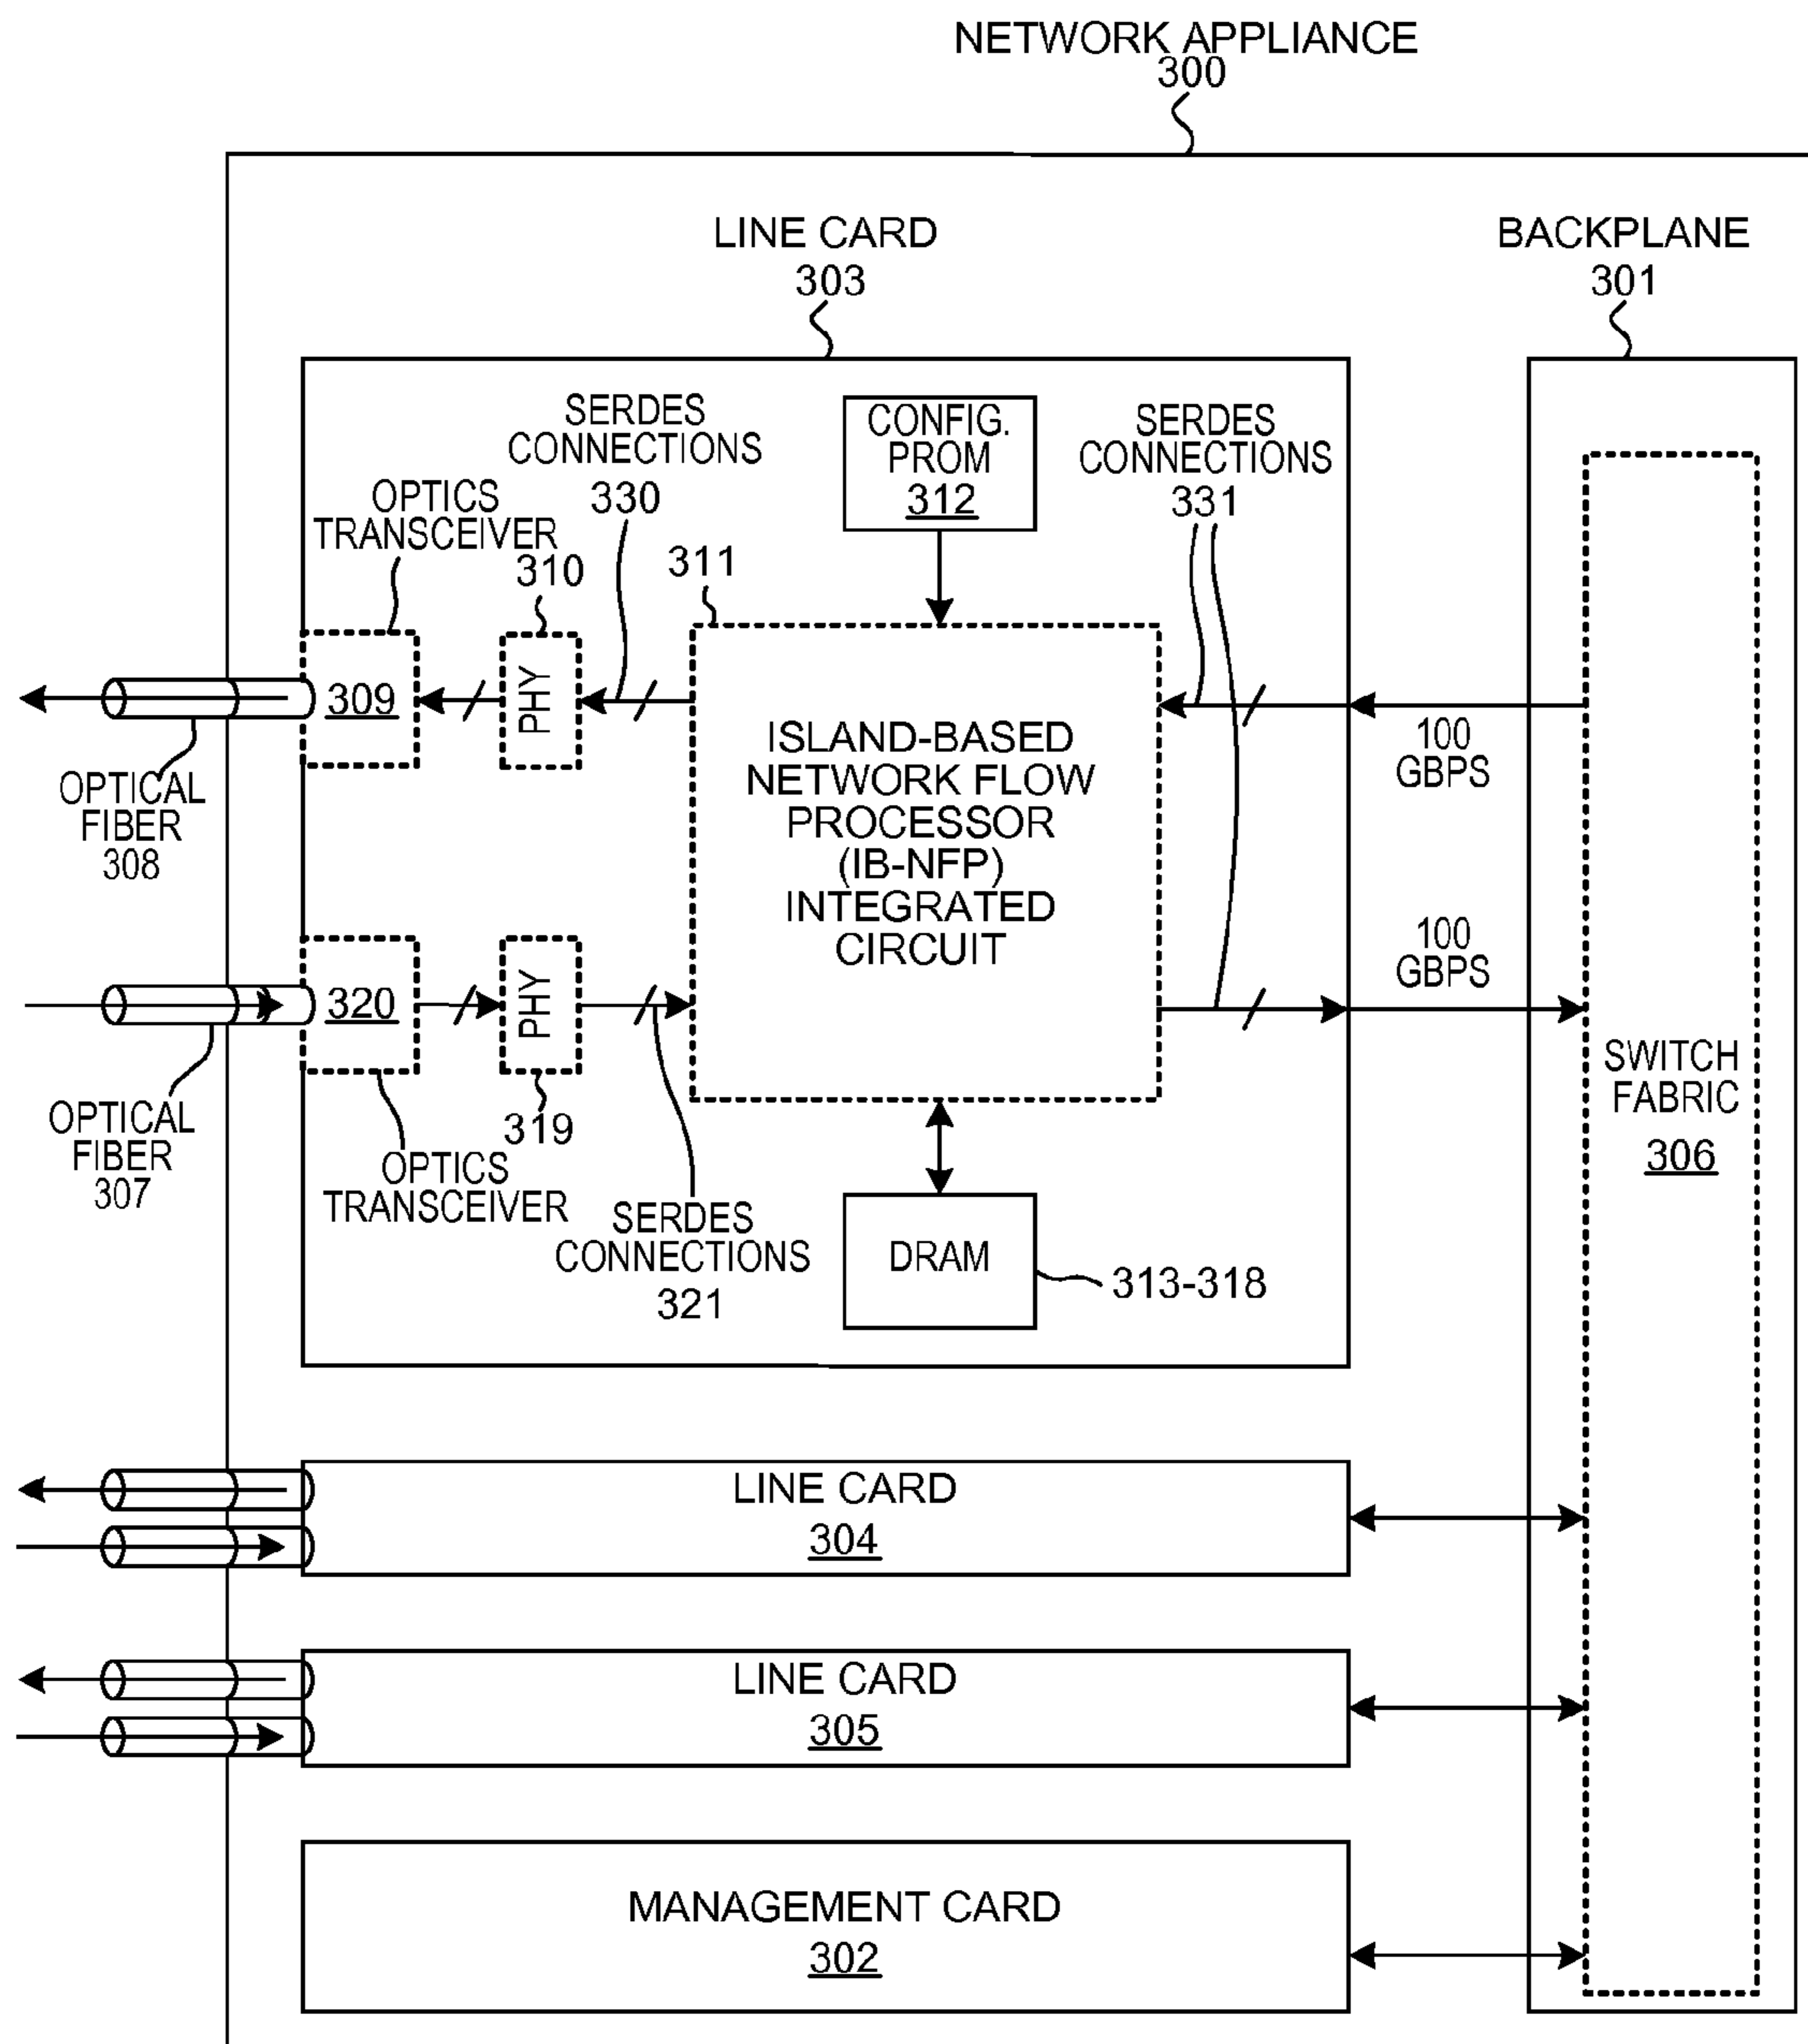 NETWORK APPLIANCE
300
LINE CARD
303
BACKPLANE
301
SERDES
CONNECTIONS
330
CONFIG.
PROM
312
SERDES
CONNECTIONS
331
OPTICS
TRANSCEIVER
310
311
309
PHY
ISLAND-BASED
NETWORK FLOW
PROCESSOR
(IB-NFP)
INTEGRATED
CIRCUIT
100
GBPS
OPTICAL
FIBER
308
320
PHY
100
GBPS
SWITCH
FABRIC
306
OPTICAL
FIBER
307
319
OPTICS
TRANSCEIVER
SERDES
CONNECTIONS
321
DRAM
313-318
LINE CARD
304
LINE CARD
305
MANAGEMENT CARD
302